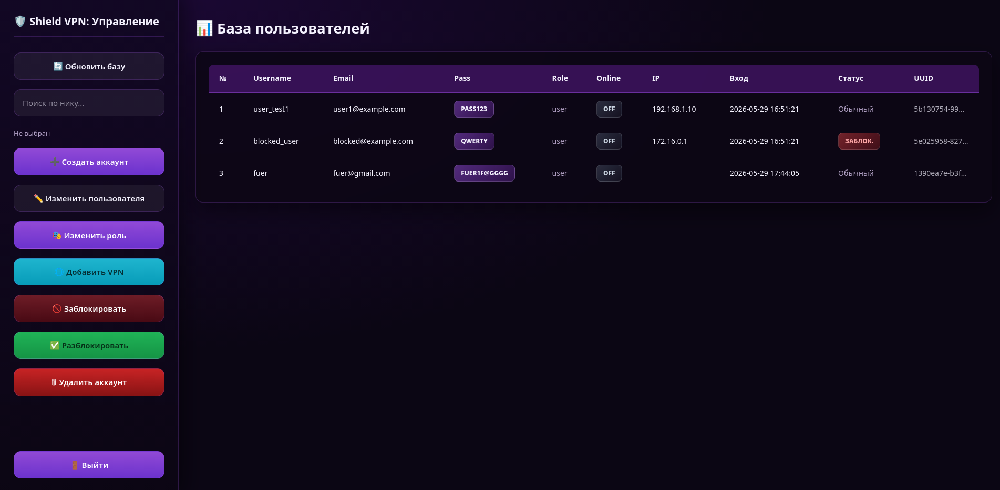 🛡️ Shield VPN: Управление
🔄 Обновить базу
Поиск по нику...
Не выбран
➕ Создать аккаунт
✏️ Изменить пользователя
🎭 Изменить роль
🌐 Добавить VPN
🚫 Заблокировать
✅ Разблокировать
🗑 Удалить аккаунт
🚪 Выйти
📊 База пользователей
№ Username Email Pass Role Online IP Вход Статус UUID
1 user_test1 user1@example.com PASS123 user OFF 192.168.1.10 2026-05-29 16:51:21 Обычный 5b130754-99...
2 blocked_user blocked@example.com QWERTY user OFF 172.16.0.1 2026-05-29 16:51:21 ЗАБЛОК. 5e025958-827...
3 fuer fuer@gmail.com FUER1F@GGGG user OFF 2026-05-29 17:44:05 Обычный 1390ea7e-b3f...